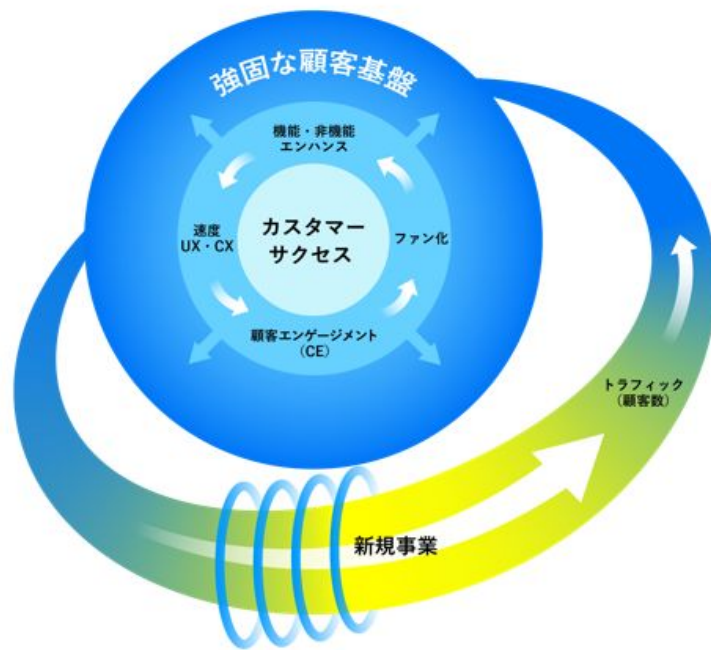 強固な顧客基盤
機能・非機能
エンハンス
速度
UX・CX
カスタマー
サクセス
ファン化
顧客エンゲージメント
(CE)
トラフィック
(顧客数)
新規事業